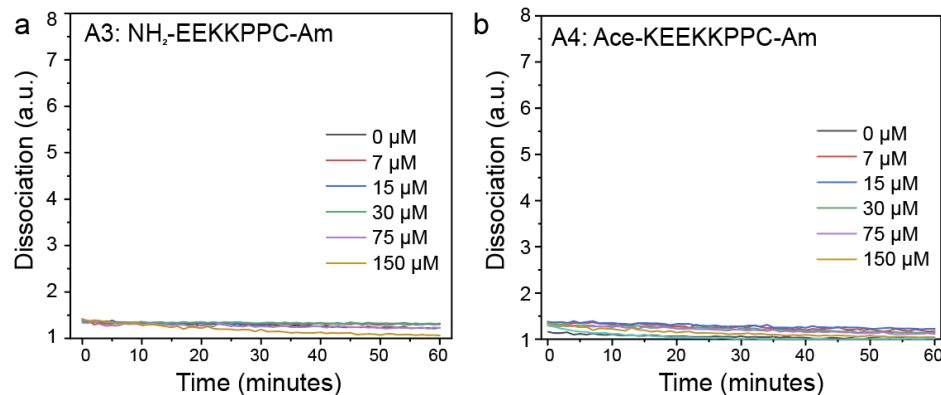 a
A3: NH₂-EEKKPPC-Am
Dissociation (a.u.)
8
7
6
5
4
3
2
1
0 µM
7 µM
15 µM
30 µM
75 µM
150 µM
0 10 20 30 40 50 60
Time (minutes)
b
A4: Ace-KEEKKPPC-Am
Dissociation (a.u.)
8
7
6
5
4
3
2
1
0 µM
7 µM
15 µM
30 µM
75 µM
150 µM
0 10 20 30 40 50 60
Time (minutes)